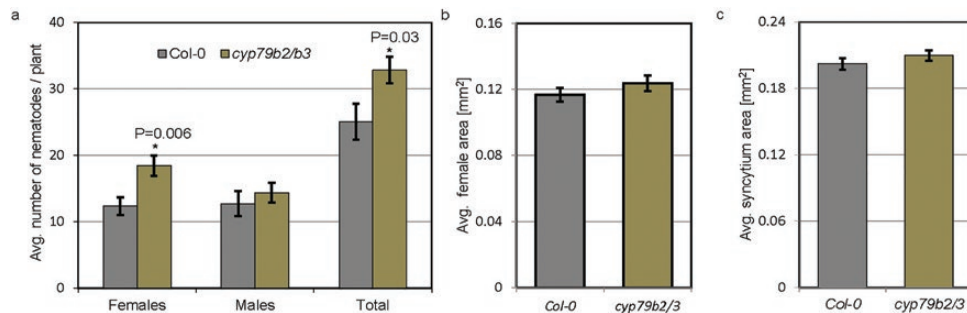 a
Avg. number of nematodes / plant
40
30
20
10
0
Col-0
cyp79b2/b3
P=0.006
*
P=0.03
*
Females
Males
Total
b
Avg. female area [mm²]
0.16
0.12
0.08
0.04
0
Col-0
cyp79b2/3
c
Avg. syncytium area [mm²]
0.24
0.18
0.12
0.06
0
Col-0
cyp79b2/3